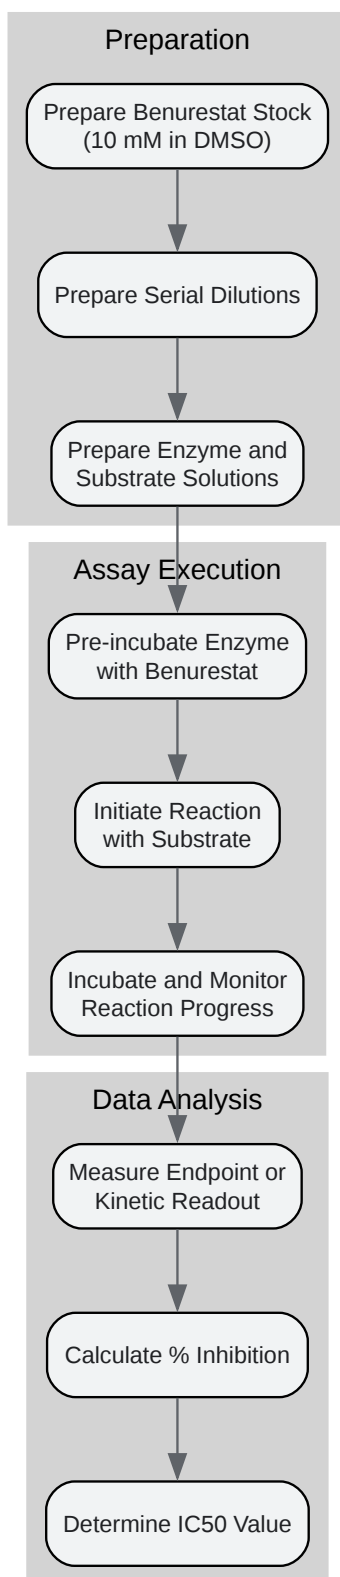 Preparation
Prepare Benurestat Stock
(10 mM in DMSO)
Prepare Serial Dilutions
Prepare Enzyme and
Substrate Solutions
Assay Execution
Pre-incubate Enzyme
with Benurestat
Initiate Reaction
with Substrate
Incubate and Monitor
Reaction Progress
Data Analysis
Measure Endpoint or
Kinetic Readout
Calculate % Inhibition
Determine IC50 Value